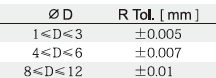 ØD R Tol. [ mm ]
1≤D≤3 ±0.005
4≤D≤6 ±0.007
8≤D≤12 ±0.01